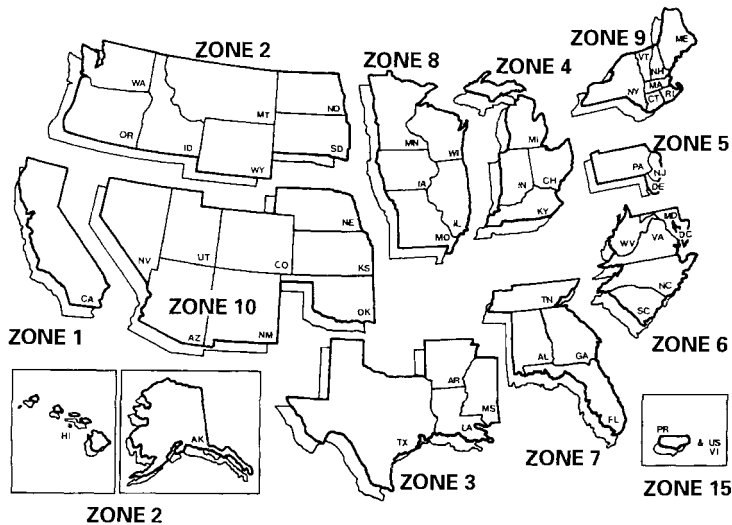 ZONE 2
ZONE 8
ZONE 4
ZONE 9
ZONE 5
ZONE 10
ZONE 1
ZONE 6
ZONE 7
ZONE 3
ZONE 15
ZONE 2
WA
OR
ID
MT
WY
ND
SD
CA
NV
UT
CO
AZ
NM
NE
KS
OK
MN
WI
IA
IL
MO
MI
IN
OH
KY
ME
VT
NH
MA
NY
CT
RI
PA
NJ
DE
MD
DC
WV
VA
NC
SC
TN
AL
GA
FL
TX
AR
LA
MS
HI
AK
PR
& US
VI